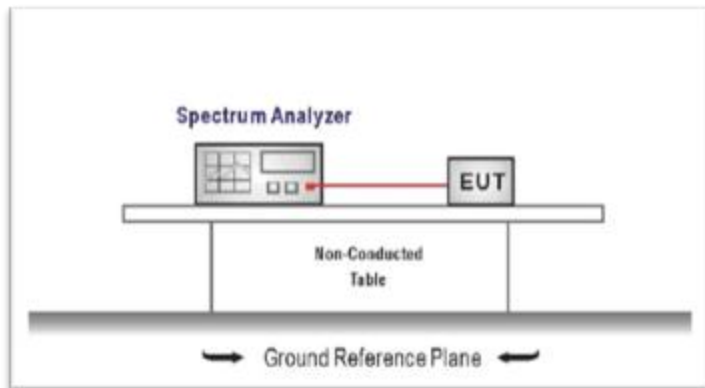 Spectrum Analyzer
EUT
Non-Conducted
Table
Ground Reference Plane